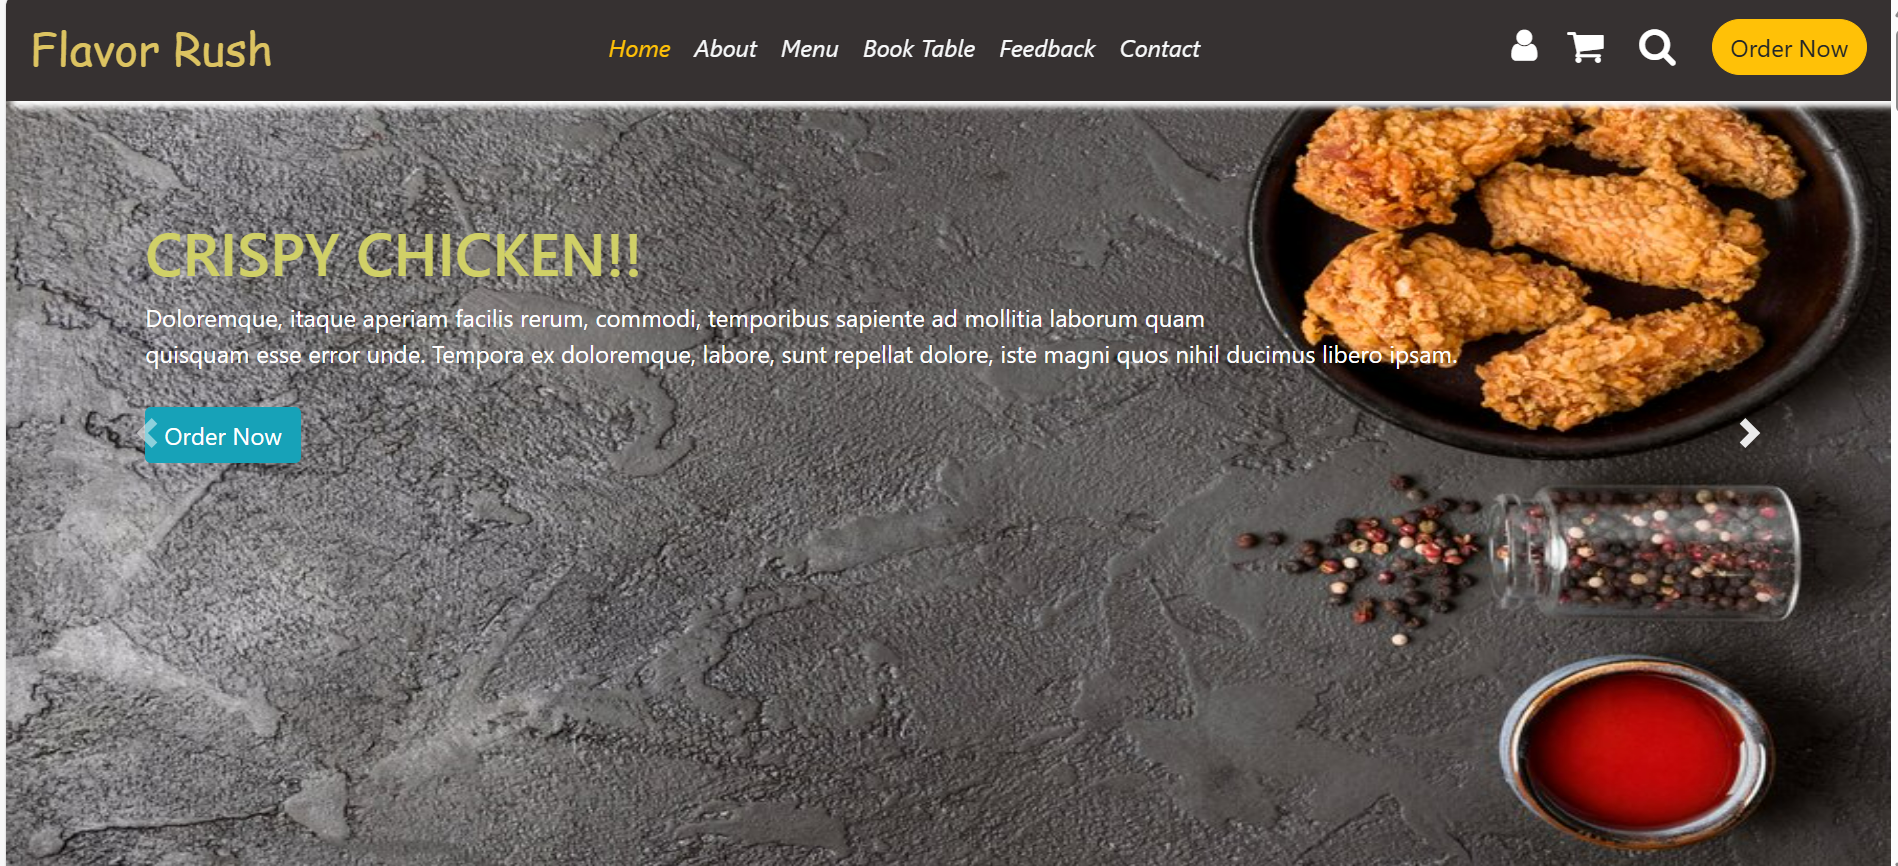 Flavor Rush
Home About Menu Book Table Feedback Contact
Order Now
CRISPY CHICKEN!!
Doloremque, itaque aperiam facilis rerum, commodi, temporibus sapiente ad mollitia laborum quam
quisquam esse error unde. Tempora ex doloremque, labore, sunt repellat dolore, iste magni quos nihil ducimus libero ipsam.
Order Now